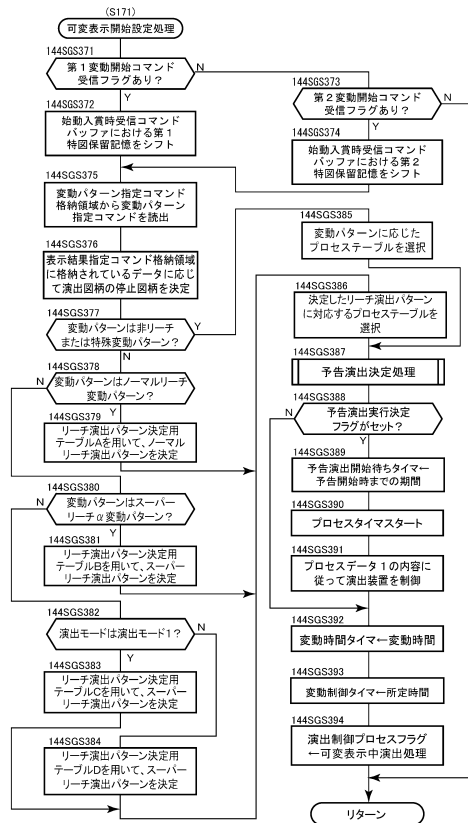 (S171)
可変表示開始設定処理
144SGS371
第1変動開始コマンド
受信フラグあり?
N
Y
144SGS372
始動入賞時受信コマンド
バッファにおける第1
特図保留記憶をシフト
144SGS373
第2変動開始コマンド
受信フラグあり?
N
Y
144SGS374
始動入賞時受信コマンド
バッファにおける第2
特図保留記憶をシフト
144SGS375
変動パターン指定コマンド
格納領域から変動パターン
指定コマンドを読出
144SGS376
表示結果指定コマンド格納領域
に格納されているデータに応じ
て演出図柄の停止図柄を決定
144SGS377
変動パターンは非リーチ
または特殊変動パターン?
Y
N
144SGS378
変動パターンはノーマルリーチ
変動パターン?
N
Y
144SGS379
リーチ演出パターン決定用
テーブルAを用いて、ノーマル
リーチ演出パターンを決定
144SGS380
変動パターンはスーパー
リーチα変動パターン?
N
Y
144SGS381
リーチ演出パターン決定用
テーブルBを用いて、スーパー
リーチ演出パターンを決定
144SGS382
演出モードは演出モード1?
N
Y
144SGS383
リーチ演出パターン決定用
テーブルCを用いて、スーパー
リーチ演出パターンを決定
144SGS384
リーチ演出パターン決定用
テーブルDを用いて、スーパー
リーチ演出パターンを決定
144SGS385
変動パターンに応じた
プロセステーブルを選択
144SGS386
決定したリーチ演出パターン
に対応するプロセステーブルを
選択
144SGS387
予告演出決定処理
144SGS388
予告演出実行決定
フラグがセット?
N
Y
144SGS389
予告演出開始待ちタイマ←
予告開始時までの期間
144SGS390
プロセスタイマスタート
144SGS391
プロセスデータ1の内容に
従って演出装置を制御
144SGS392
変動時間タイマ←変動時間
144SGS393
変動制御タイマ←所定時間
144SGS394
演出制御プロセスフラグ
←可変表示中演出処理
リターン